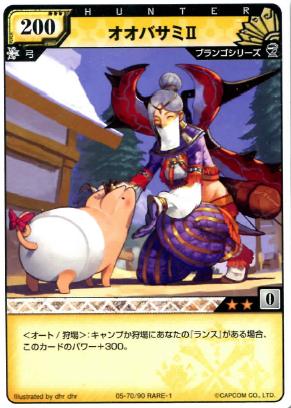 HUNTER
200
オオバサミⅡ
弓
ブランゴシリーズ
0
<オート / 狩場>：キャンプか狩場にあなたの『ランス』がある場合、
このカードのパワー+300。
Illustrated by dhr dhr
05-70/90 RARE-1
©CAPCOM CO., LTD.